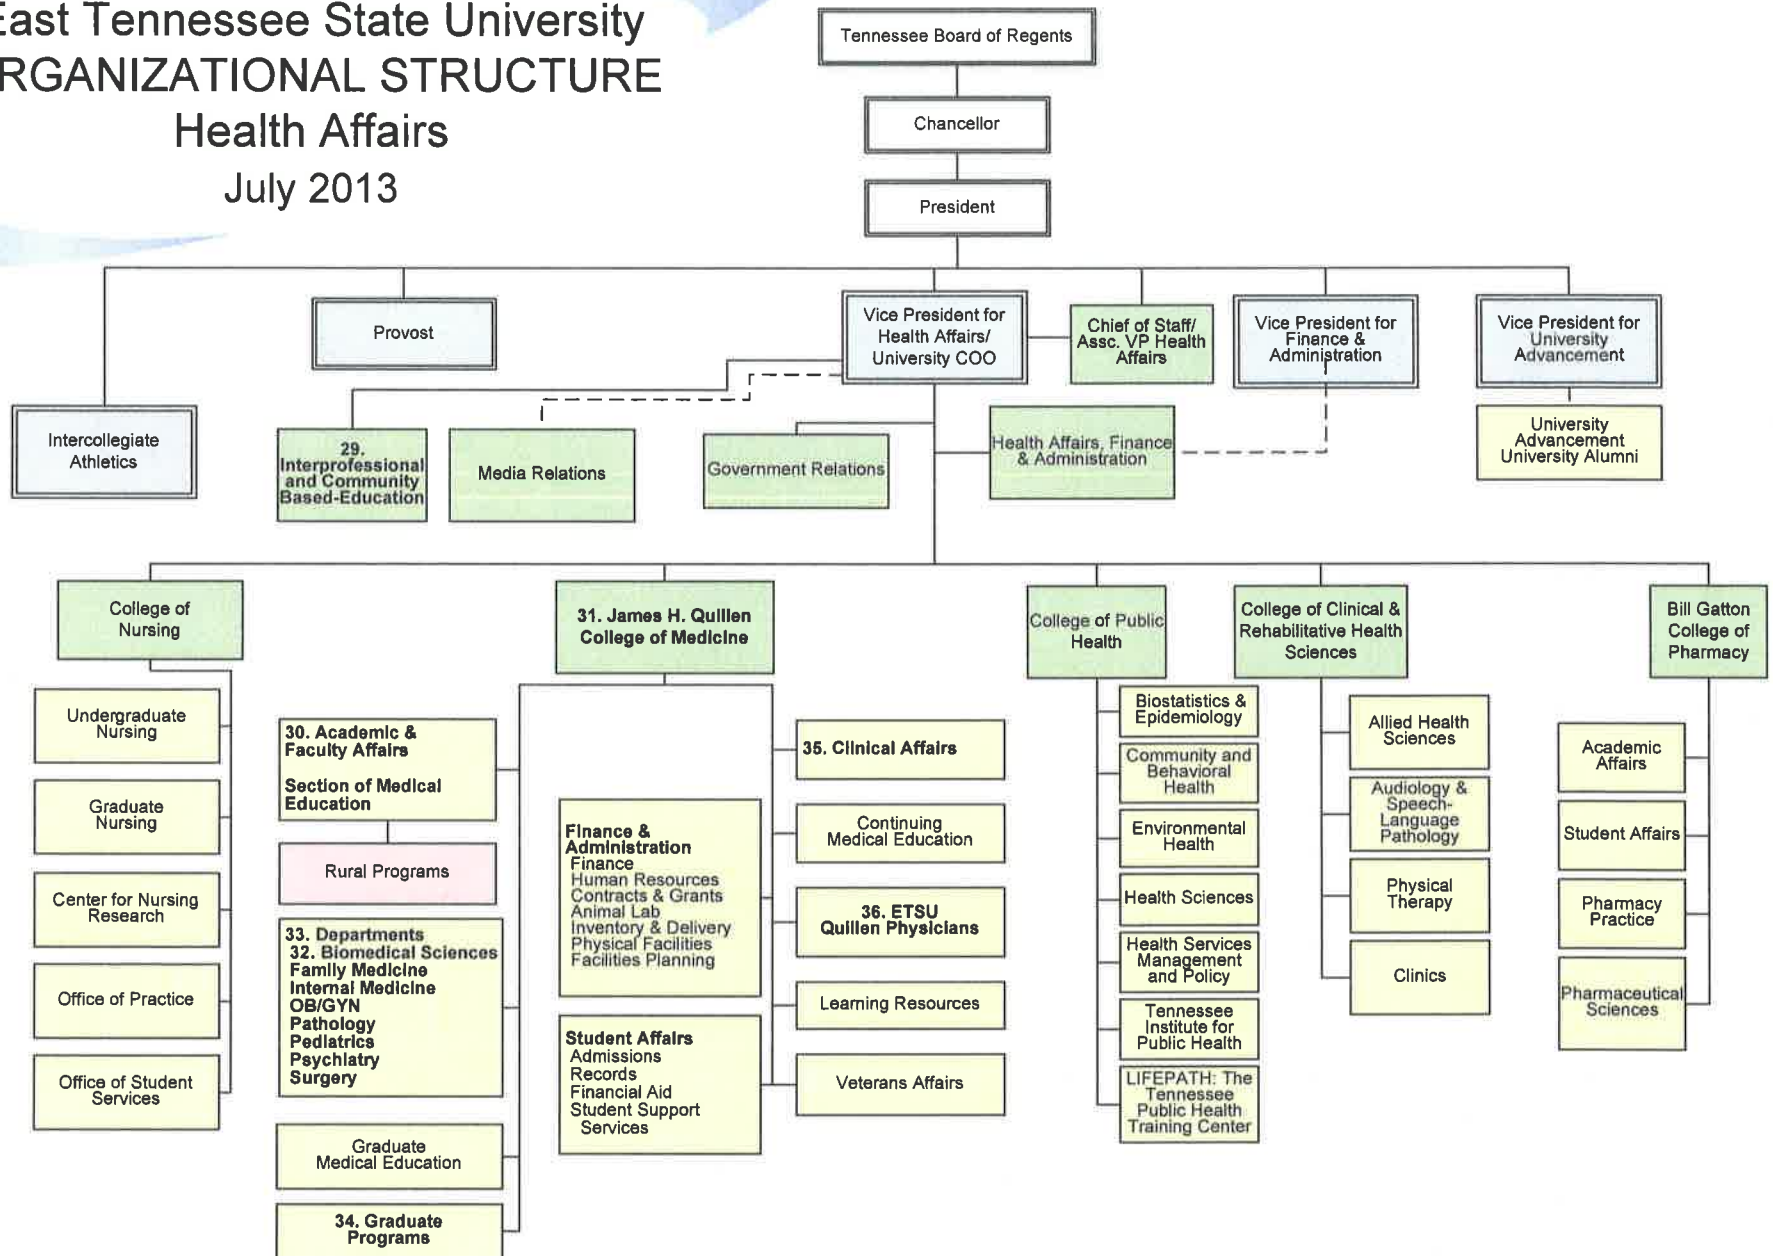 East Tennessee State University
RGANIZATIONAL STRUCTURE
Health Affairs
July 2013
Tennessee Board of Regents
Chancellor
President
Provost
Vice President for
Health Affairs/
University COO
Chief of Staff/
Assc. VP Health
Affairs
Vice President for
Finance &
Administration
Vice President for
University
Advancement
Intercollegiate
Athletics
29.
Interprofessional
and Community
Based-Education
Media Relations
Government Relations
Health Affairs, Finance
& Administration
University
Advancement
University Alumni
College of
Nursing
31. James H. Quillen
College of Medicine
College of Public
Health
College of Clinical &
Rehabilitative Health
Sciences
Bill Gatton
College of
Pharmacy
Undergraduate
Nursing
Graduate
Nursing
Center for Nursing
Research
Office of Practice
Office of Student
Services
30. Academic &
Faculty Affairs
Section of Medical
Education
Rural Programs
33. Departments
32. Biomedical Sciences
Family Medicine
Internal Medicine
OB/GYN
Pathology
Pediatrics
Psychiatry
Surgery
Graduate
Medical Education
34. Graduate
Programs
Finance &
Administration
Finance
Human Resources
Contracts & Grants
Animal Lab
Inventory & Delivery
Physical Facilities
Facilities Planning
Student Affairs
Admissions
Records
Financial Aid
Student Support
Services
35. Clinical Affairs
Continuing
Medical Education
36. ETSU
Quillen Physicians
Learning Resources
Veterans Affairs
Biostatistics &
Epidemiology
Community and
Behavioral
Health
Environmental
Health
Health Sciences
Health Services
Management
and Policy
Tennessee
Institute for
Public Health
LIFEPATH: The
Tennessee
Public Health
Training Center
Allied Health
Sciences
Audiology &
Speech-
Language
Pathology
Physical
Therapy
Clinics
Academic
Affairs
Student Affairs
Pharmacy
Practice
Pharmaceutical
Sciences